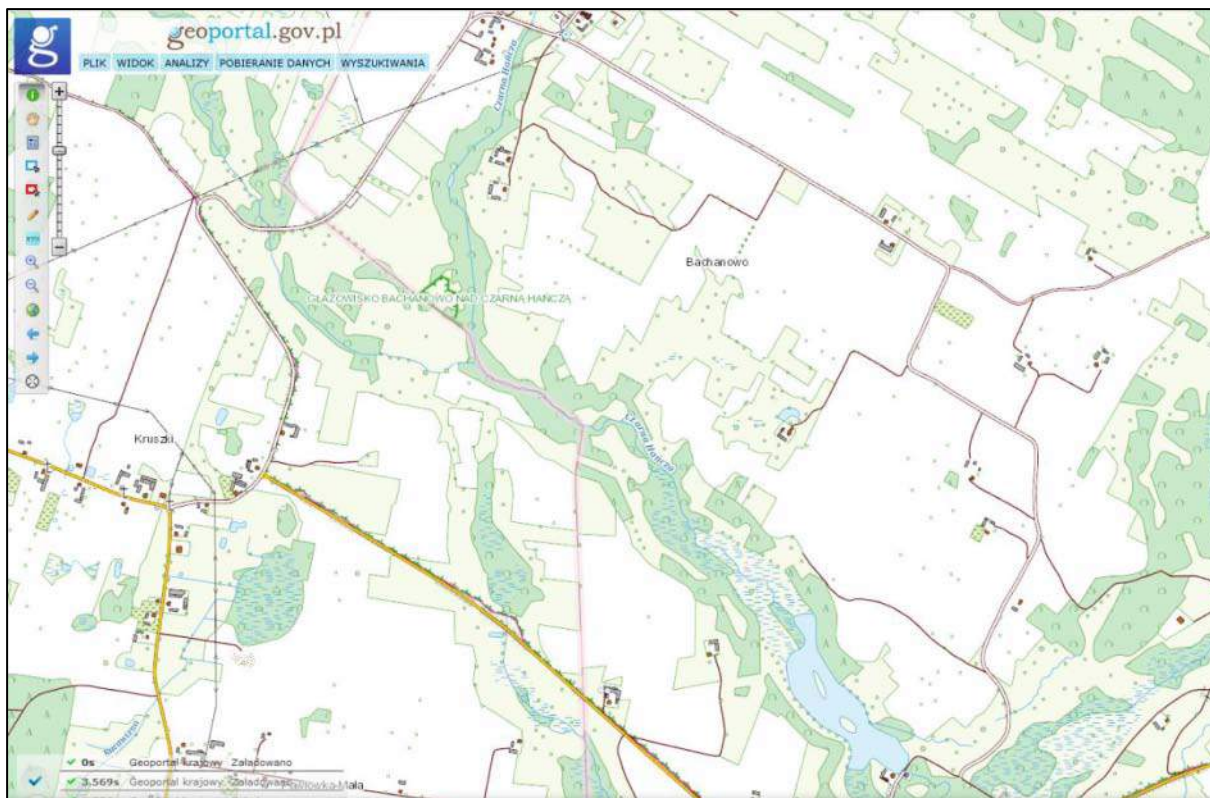 geoportal.gov.pl
PLIK WIDOK ANALIZY POBIERANIE DANYCH WYSZUKIWANIA
Czarna Hańcza
Bachanowo
GŁAZOWISKO BACHANOWO NAD CZARNĄ HAŃCZĄ
Czarna Hańcza
Kruszki
0s Geoportal krajowy Załadowano
3.569s Geoportal krajowy Załadowano